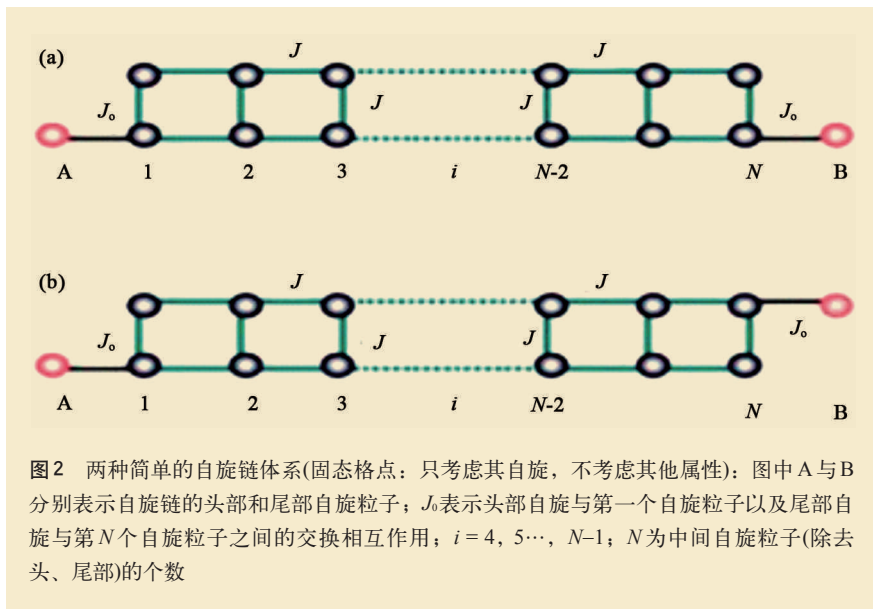 (a)
J
J
Jₒ
J
J
Jₒ
A
1
2
3
i
N-2
N
B
(b)
J
J
Jₒ
J
J
Jₒ
A
1
2
3
i
N-2
N
B
图2 两种简单的自旋链体系(固态格点：只考虑其自旋，不考虑其他属性)：图中A与B
分别表示自旋链的头部和尾部自旋粒子；J₀表示头部自旋与第一个自旋粒子以及尾部自
旋与第N个自旋粒子之间的交换相互作用；i = 4, 5…, N–1；N为中间自旋粒子(除去
头、尾部)的个数